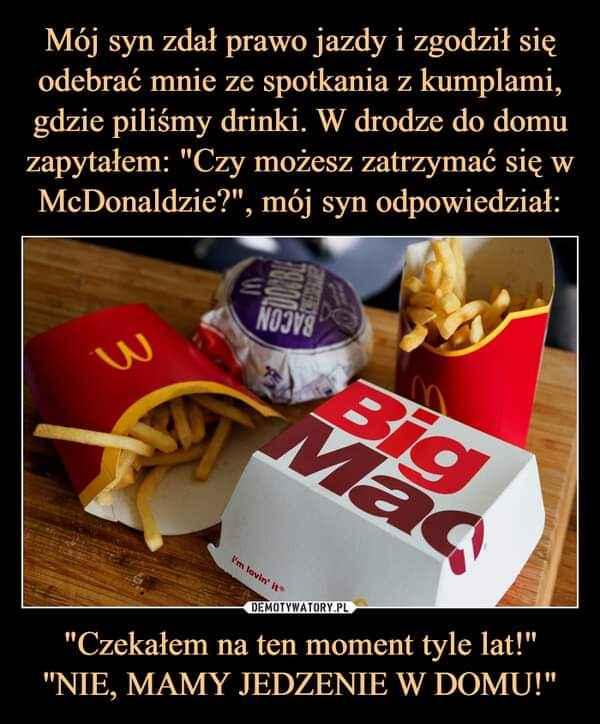 Mój syn zdał prawo jazdy i zgodził się
odebrać mnie ze spotkania z kumplami,
gdzie piliśmy drinki. W drodze do domu
zapytałem: "Czy możesz zatrzymać się w
McDonaldzie?", mój syn odpowiedział:
BACON
DOUBLE
Big
Mac
i'm lovin' it®
DEMOTYWATORY.PL
"Czekałem na ten moment tyle lat!"
"NIE, MAMY JEDZENIE W DOMU!"